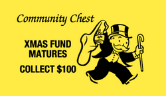 Community Chest
XMAS FUND
MATURES
COLLECT $100